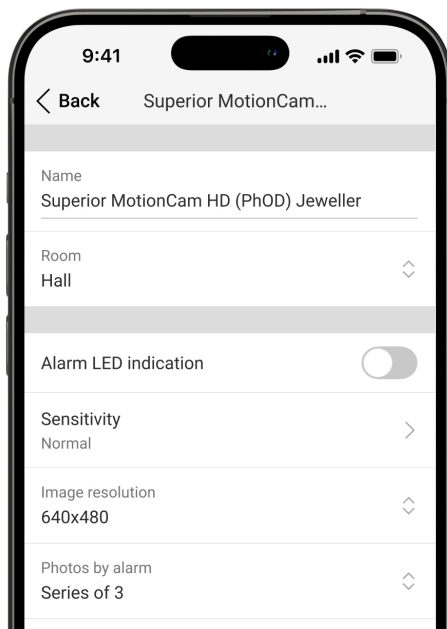 9:41
Back Superior MotionCam...
Name
Superior MotionCam HD (PhOD) Jeweller
Room
Hall
Alarm LED indication
Sensitivity
Normal
Image resolution
640x480
Photos by alarm
Series of 3